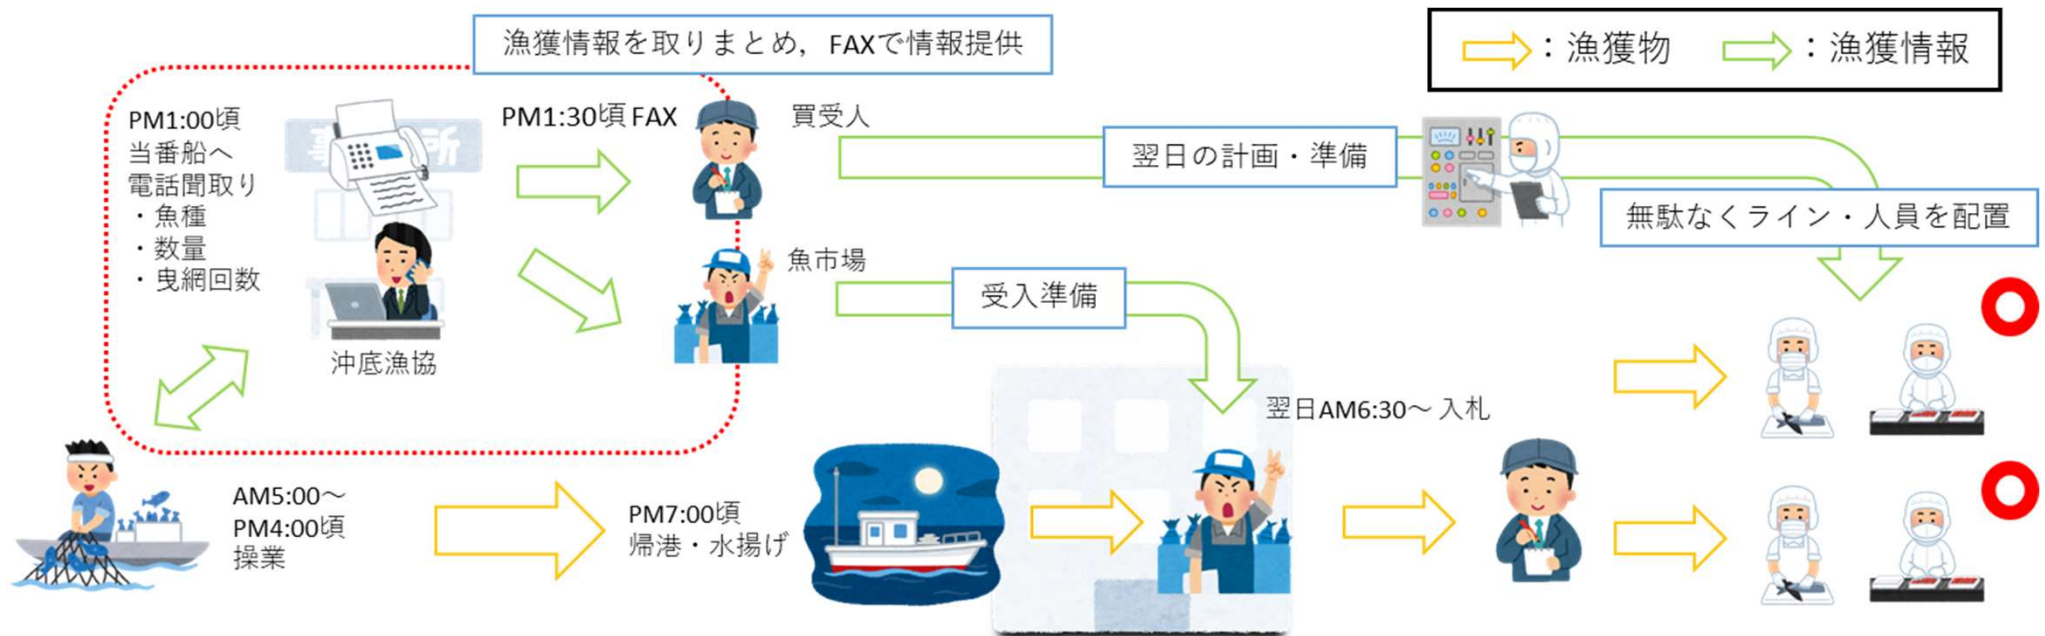 漁獲情報を取りまとめ，FAXで情報提供
：漁獲物 ：漁獲情報
PM1:00頃
当番船へ
電話聞取り
・魚種
・数量
・曳網回数
所
沖底漁協
PM1:30頃 FAX
買受人
魚市場
翌日の計画・準備
無駄なくライン・人員を配置
受入準備
翌日AM6:30～ 入札
AM5:00～
PM4:00頃
操業
PM7:00頃
帰港・水揚げ